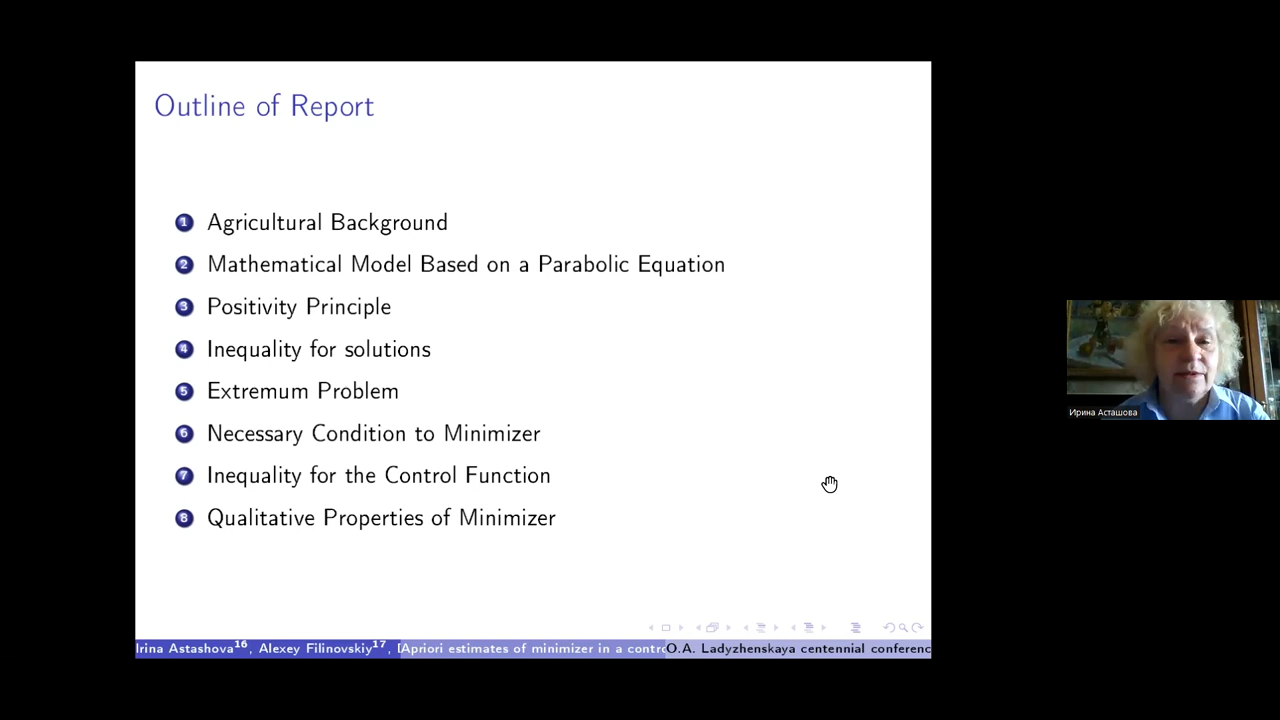 Outline of Report
1 Agricultural Background
2 Mathematical Model Based on a Parabolic Equation
3 Positivity Principle
4 Inequality for solutions
5 Extremum Problem
6 Necessary Condition to Minimizer
7 Inequality for the Control Function
8 Qualitative Properties of Minimizer
Ирина Асташова
Irina Astashova16, Alexey Filinovskiy17,
Apriori estimates of minimizer in a contro
O.A. Ladyzhenskaya centennial conferenc